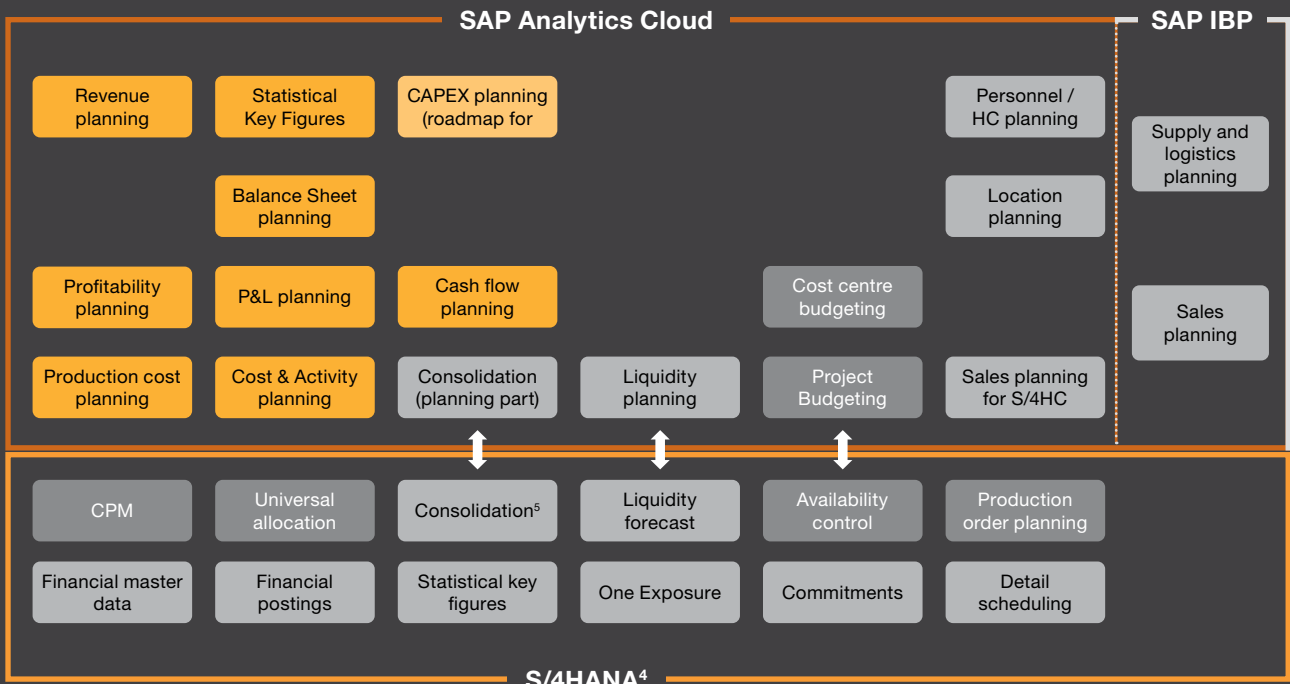 SAP Analytics Cloud
SAP IBP
Revenue
planning
Statistical
Key Figures
CAPEX planning
(roadmap for
Personnel /
HC planning
Supply and
logistics
planning
Balance Sheet
planning
Location
planning
Profitability
planning
P&L planning
Cash flow
planning
Cost centre
budgeting
Sales
planning
Production cost
planning
Cost & Activity
planning
Consolidation
(planning part)
Liquidity
planning
Project
Budgeting
Sales planning
for S/4HC
CPM
Universal
allocation
Consolidation⁵
Liquidity
forecast
Availability
control
Production
order planning
Financial master
data
Financial
postings
Statistical key
figures
One Exposure
Commitments
Detail
scheduling
S/4HANA⁴